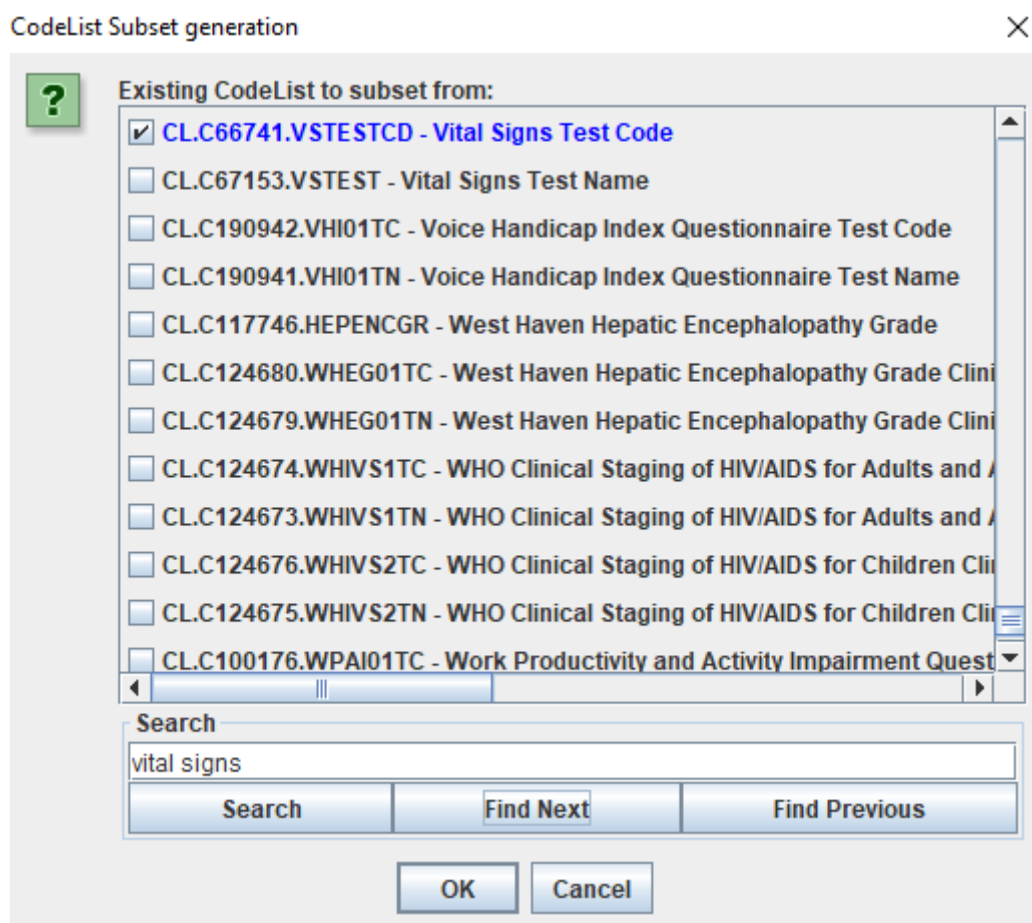 CodeList Subset generation
?
Existing CodeList to subset from:
CL.C66741.VSTESTCD - Vital Signs Test Code
CL.C67153.VSTEST - Vital Signs Test Name
CL.C190942.VHI01TC - Voice Handicap Index Questionnaire Test Code
CL.C190941.VHI01TN - Voice Handicap Index Questionnaire Test Name
CL.C117746.HEPENCGR - West Haven Hepatic Encephalopathy Grade
CL.C124680.WHEG01TC - West Haven Hepatic Encephalopathy Grade Clini
CL.C124679.WHEG01TN - West Haven Hepatic Encephalopathy Grade Clini
CL.C124674.WHIVS1TC - WHO Clinical Staging of HIV/AIDS for Adults and
CL.C124673.WHIVS1TN - WHO Clinical Staging of HIV/AIDS for Adults and
CL.C124676.WHIVS2TC - WHO Clinical Staging of HIV/AIDS for Children Cli
CL.C124675.WHIVS2TN - WHO Clinical Staging of HIV/AIDS for Children Cli
CL.C100176.WPAI01TC - Work Productivity and Activity Impairment Quest
Search
vital signs
Search Find Next Find Previous
OK Cancel